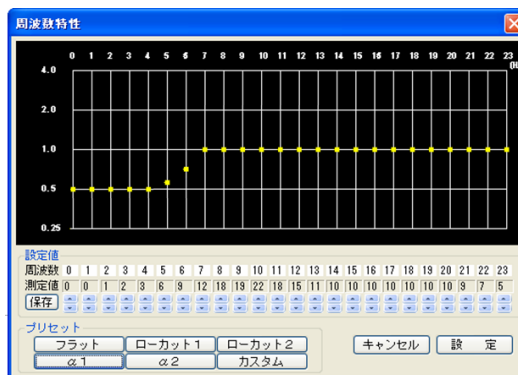 周波数特性
0 1 2 3 4 5 6 7 8 9 10 11 12 13 14 15 16 17 18 19 20 21 22 23
(H
4.0
2.0
1.0
0.5
0.25
設定値
周波数 0 1 2 3 4 5 6 7 8 9 10 11 12 13 14 15 16 17 18 19 20 21 22 23
測定値 0 0 1 2 3 6 9 12 18 19 22 18 15 11 10 10 10 10 10 10 10 9 7 5
保存
プリセット
フラット ローカット1 ローカット2 キャンセル 設 定
α1 α2 カスタム